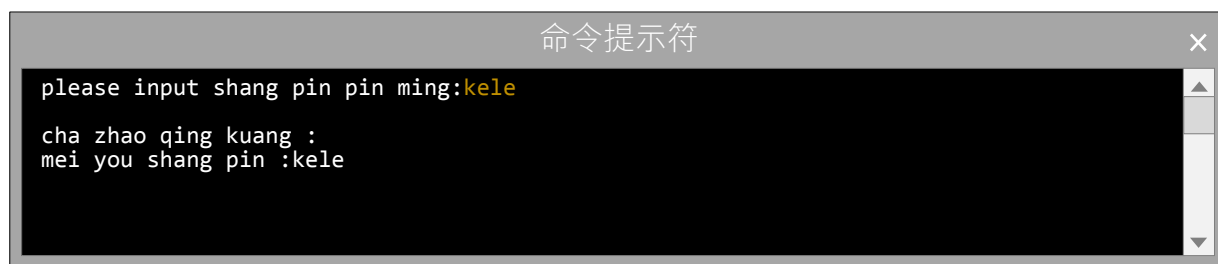 命令提示符
please input shang pin pin ming:kele
cha zhao qing kuang :
mei you shang pin :kele